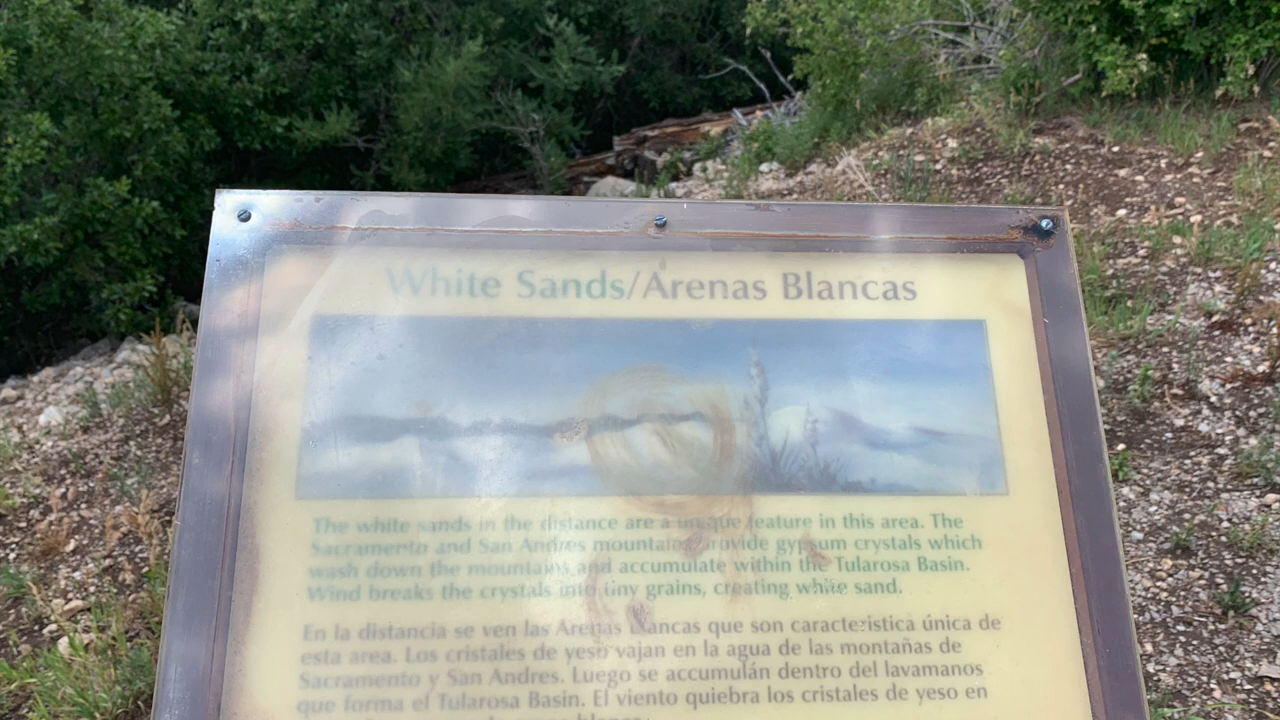 White Sands/Arenas Blancas
The white sands in the distance are a unique feature in this area. The
Sacramento and San Andres mountains provide gypsum crystals which
wash down the mountains and accumulate within the Tularosa Basin.
Wind breaks the crystals into tiny grains, creating white sand.
En la distancia se ven las Arenas Blancas que son característica única de
esta area. Los cristales de yeso vajan en la agua de las montañas de
Sacramento y San Andres. Luego se accumulán dentro del lavamanos
que forma el Tularosa Basin. El viento quiebra los cristales de yeso en